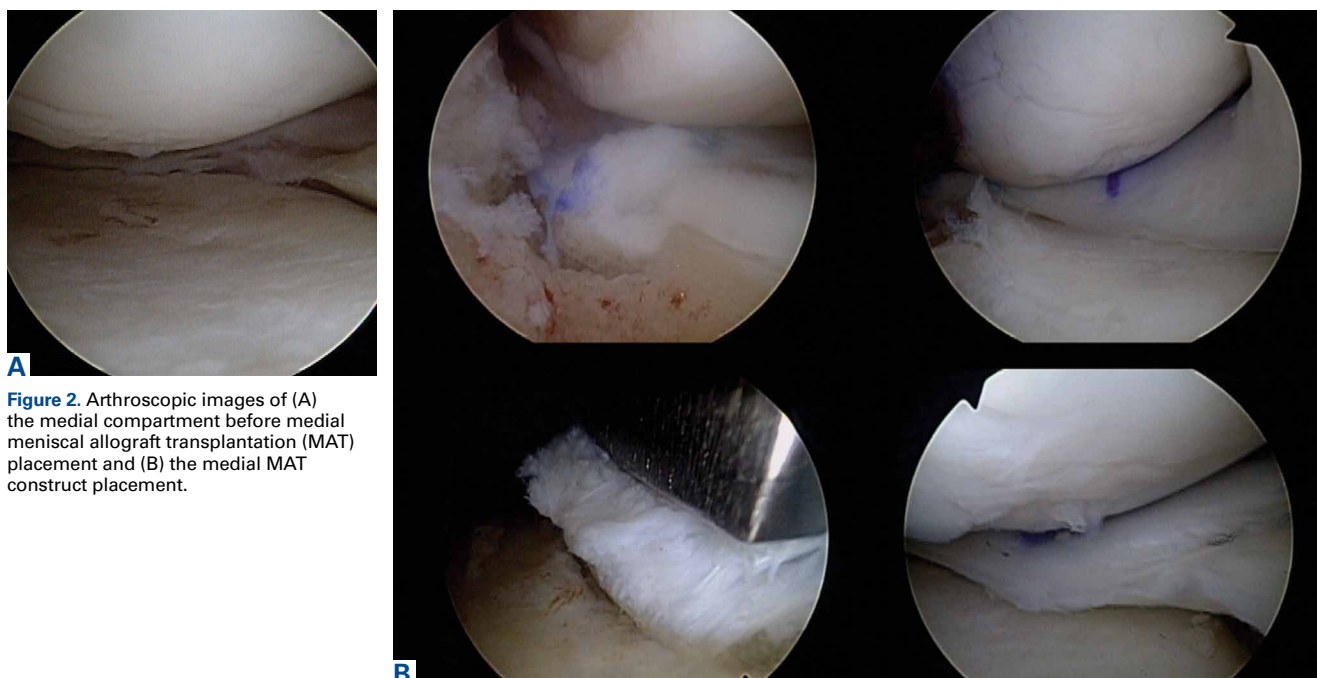 A
Figure 2. Arthroscopic images of (A)
the medial compartment before medial
meniscal allograft transplantation (MAT)
placement and (B) the medial MAT
construct placement.
B